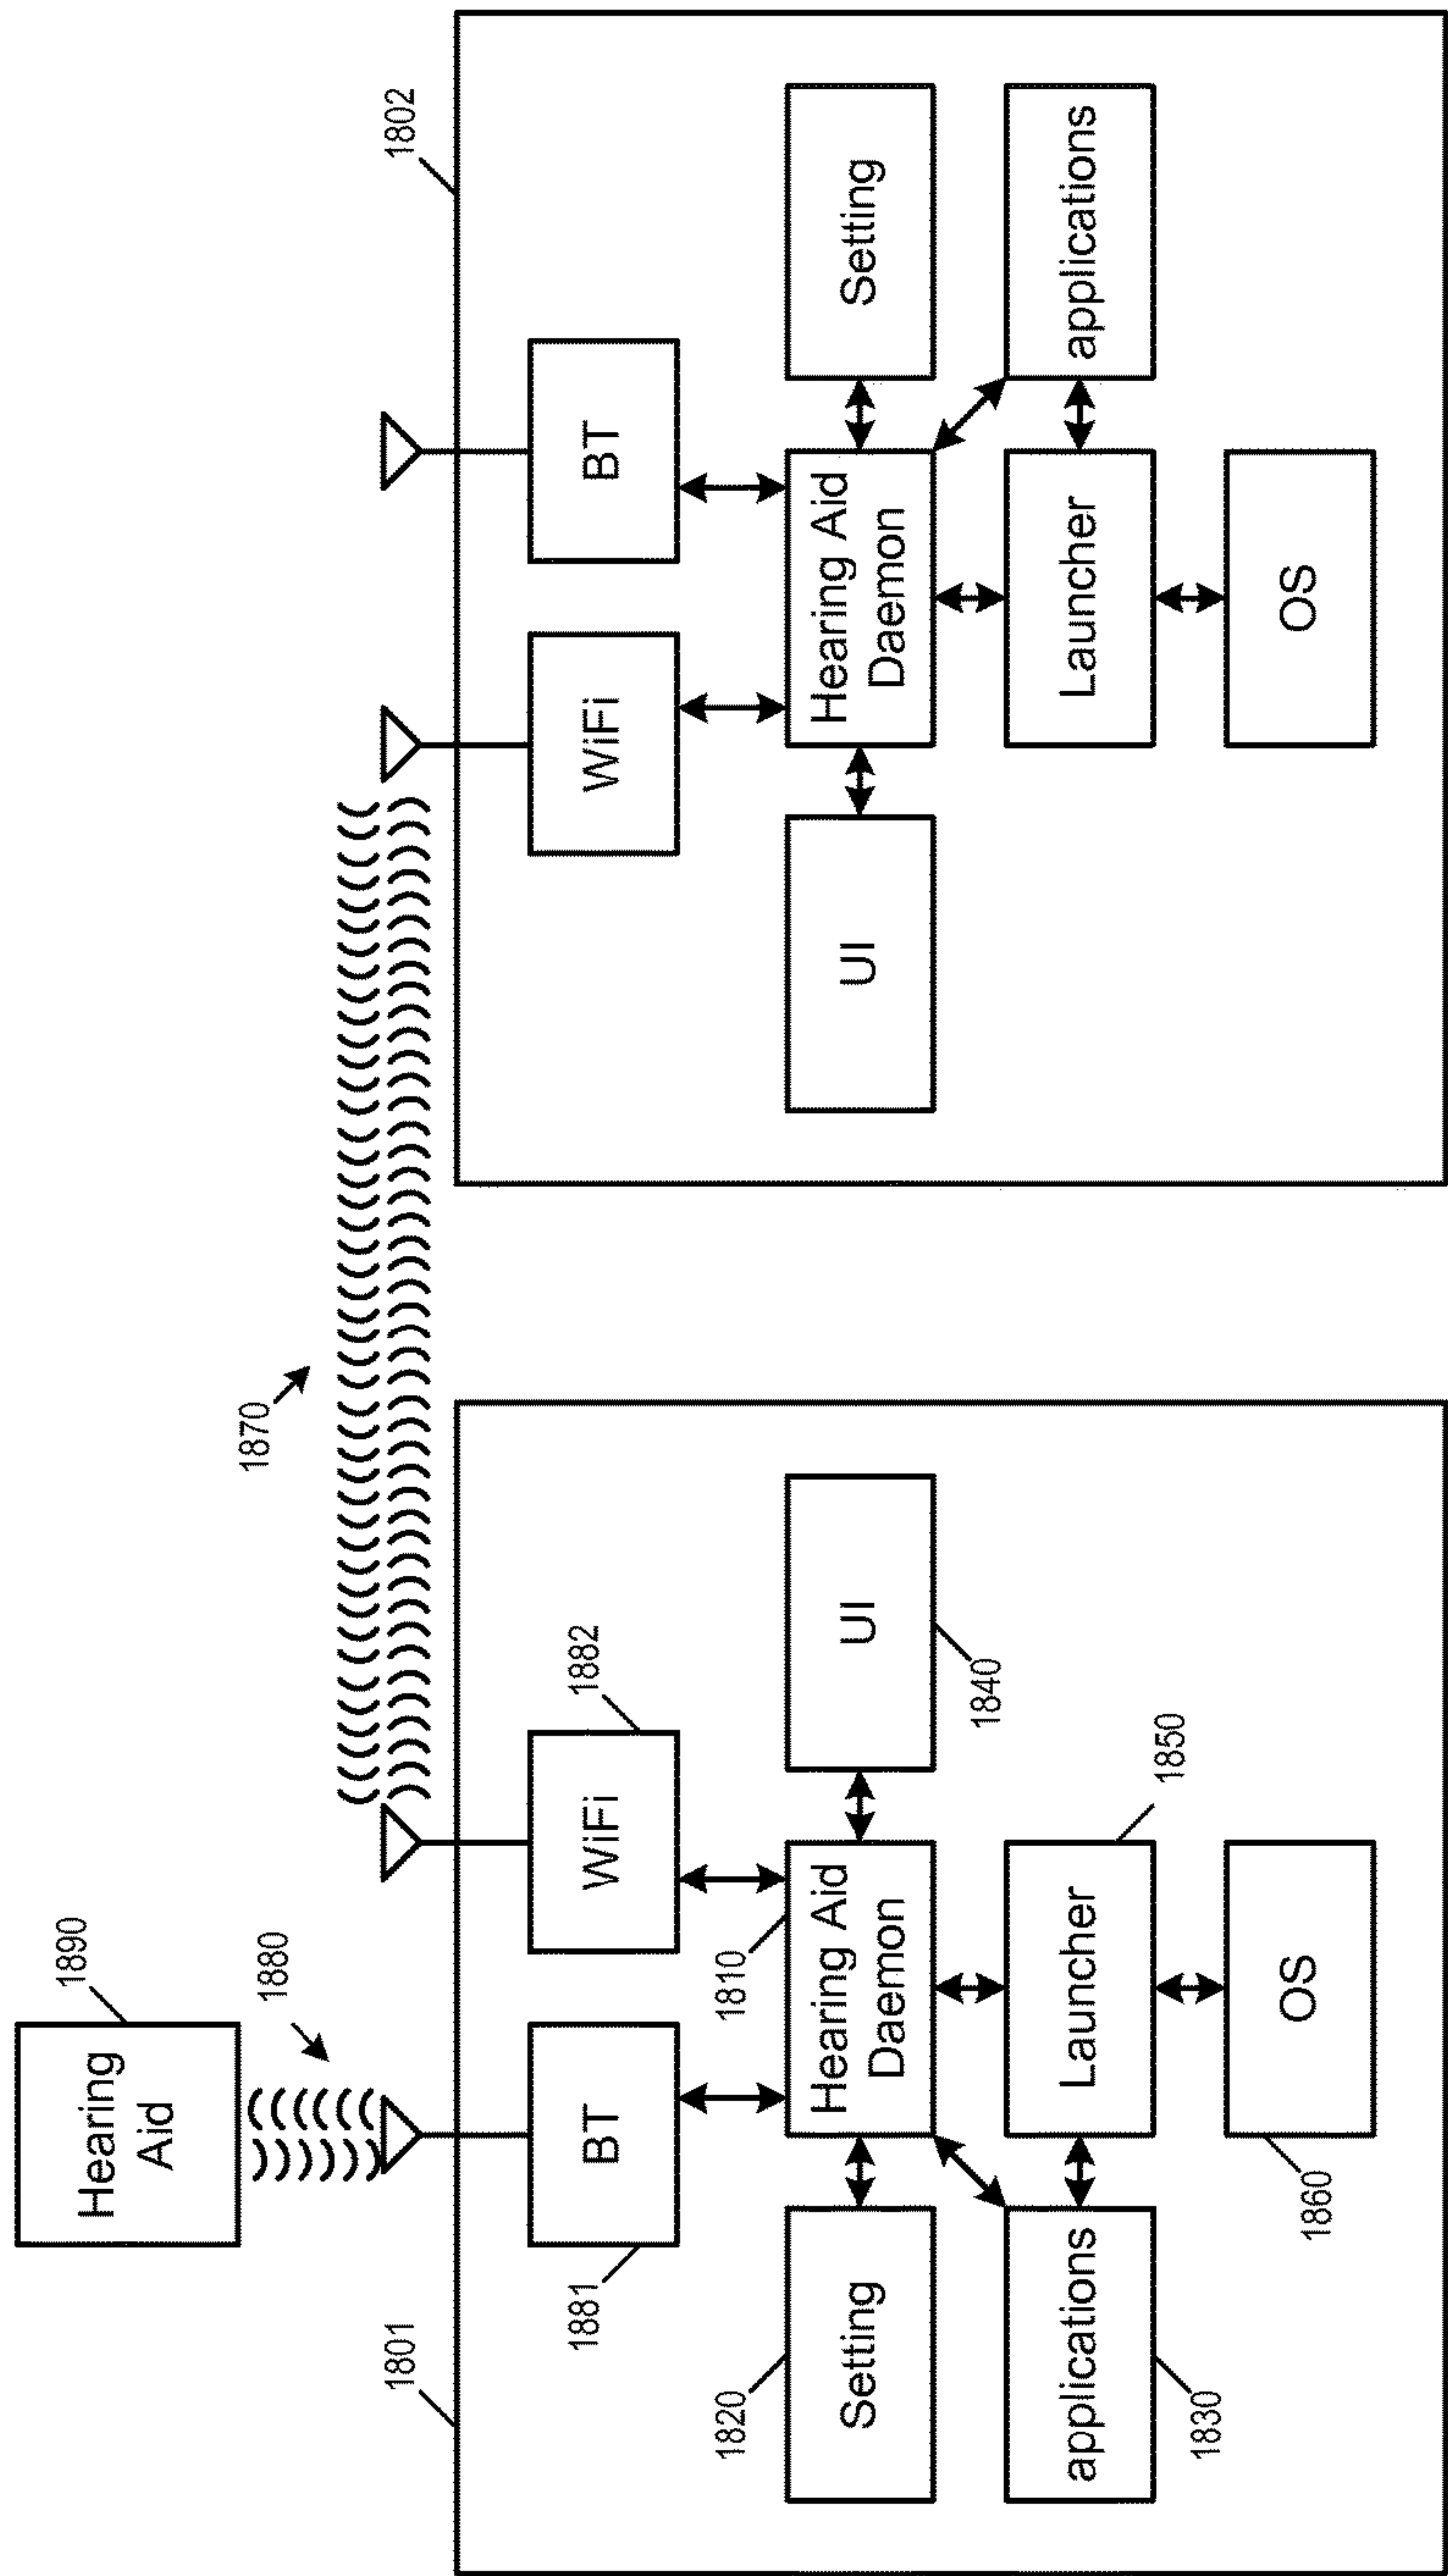 Hearing
Aid
1890
1880
1870
1801
1802
BT
1881
WiFi
1882
Setting
1820
Hearing Aid
Daemon
1810
UI
1840
applications
1830
Launcher
1850
OS
1860
WiFi
BT
UI
Hearing Aid
Daemon
Setting
Launcher
applications
OS